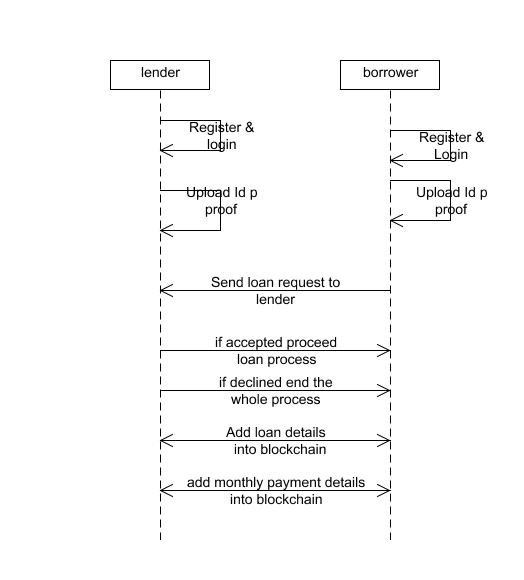 lender
borrower
Register &
login
Register &
Login
Upload Id p
proof
Upload Id p
proof
Send loan request to
lender
if accepted proceed
loan process
if declined end the
whole process
Add loan details
into blockchain
add monthly payment details
into blockchain